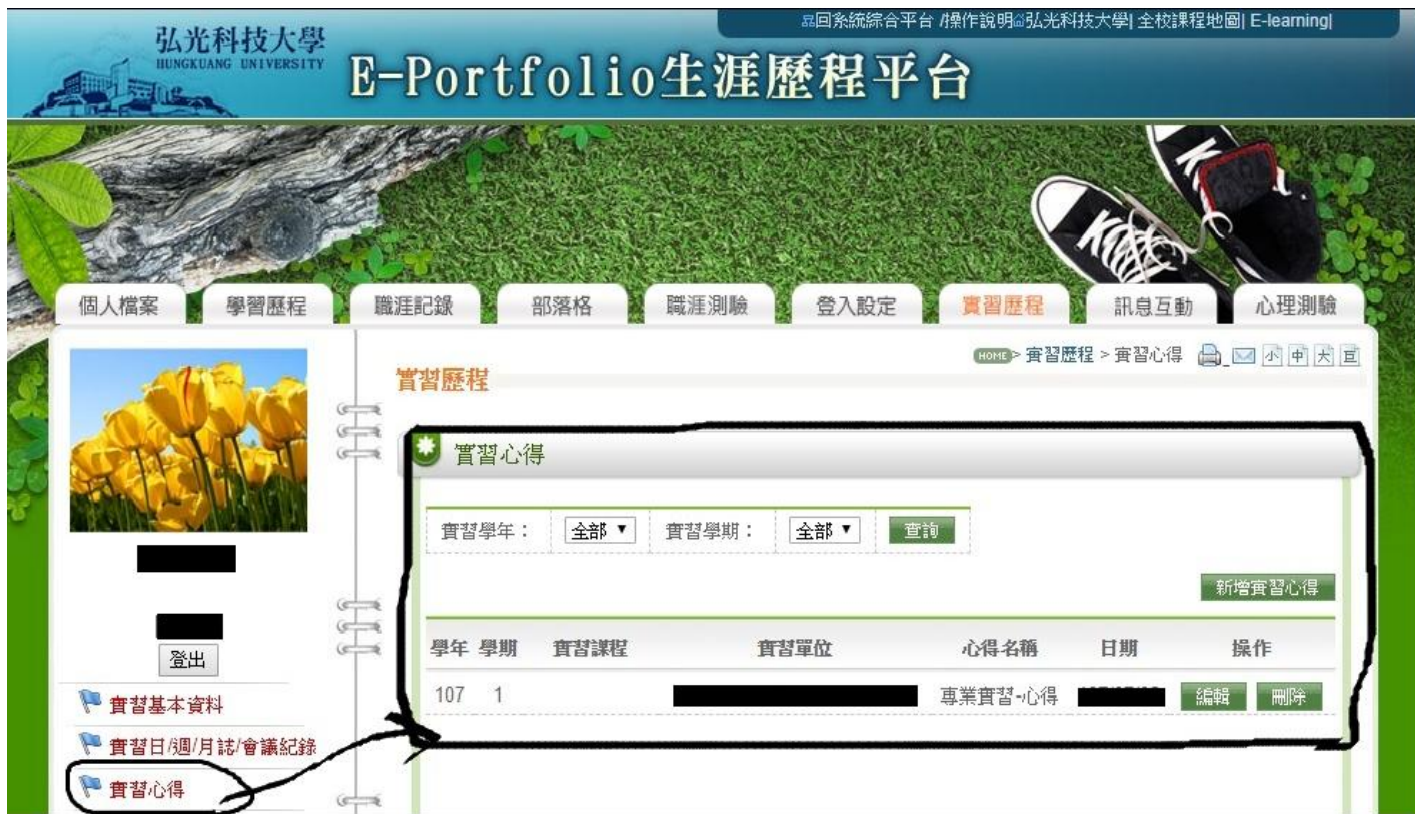 品回系統綜合平台 /操作說明⌂弘光科技大學| 全校課程地圖| E-learning|
弘光科技大學
HUNGKUANG UNIVERSITY
E-Portfolio生涯歷程平台
個人檔案 學習歷程 職涯記錄 部落格 職涯測驗 登入設定 實習歷程 訊息互動 心理測驗
HOME > 實習歷程 > 實習心得 小 中 大
實習歷程
實習心得
實習學年： 全部 實習學期： 全部 查詢
新增實習心得
學年 學期 實習課程 實習單位 心得名稱 日期 操作
107 1 專業實習-心得 編輯 刪除
登出
實習基本資料
實習日/週/月誌/會議紀錄
實習心得